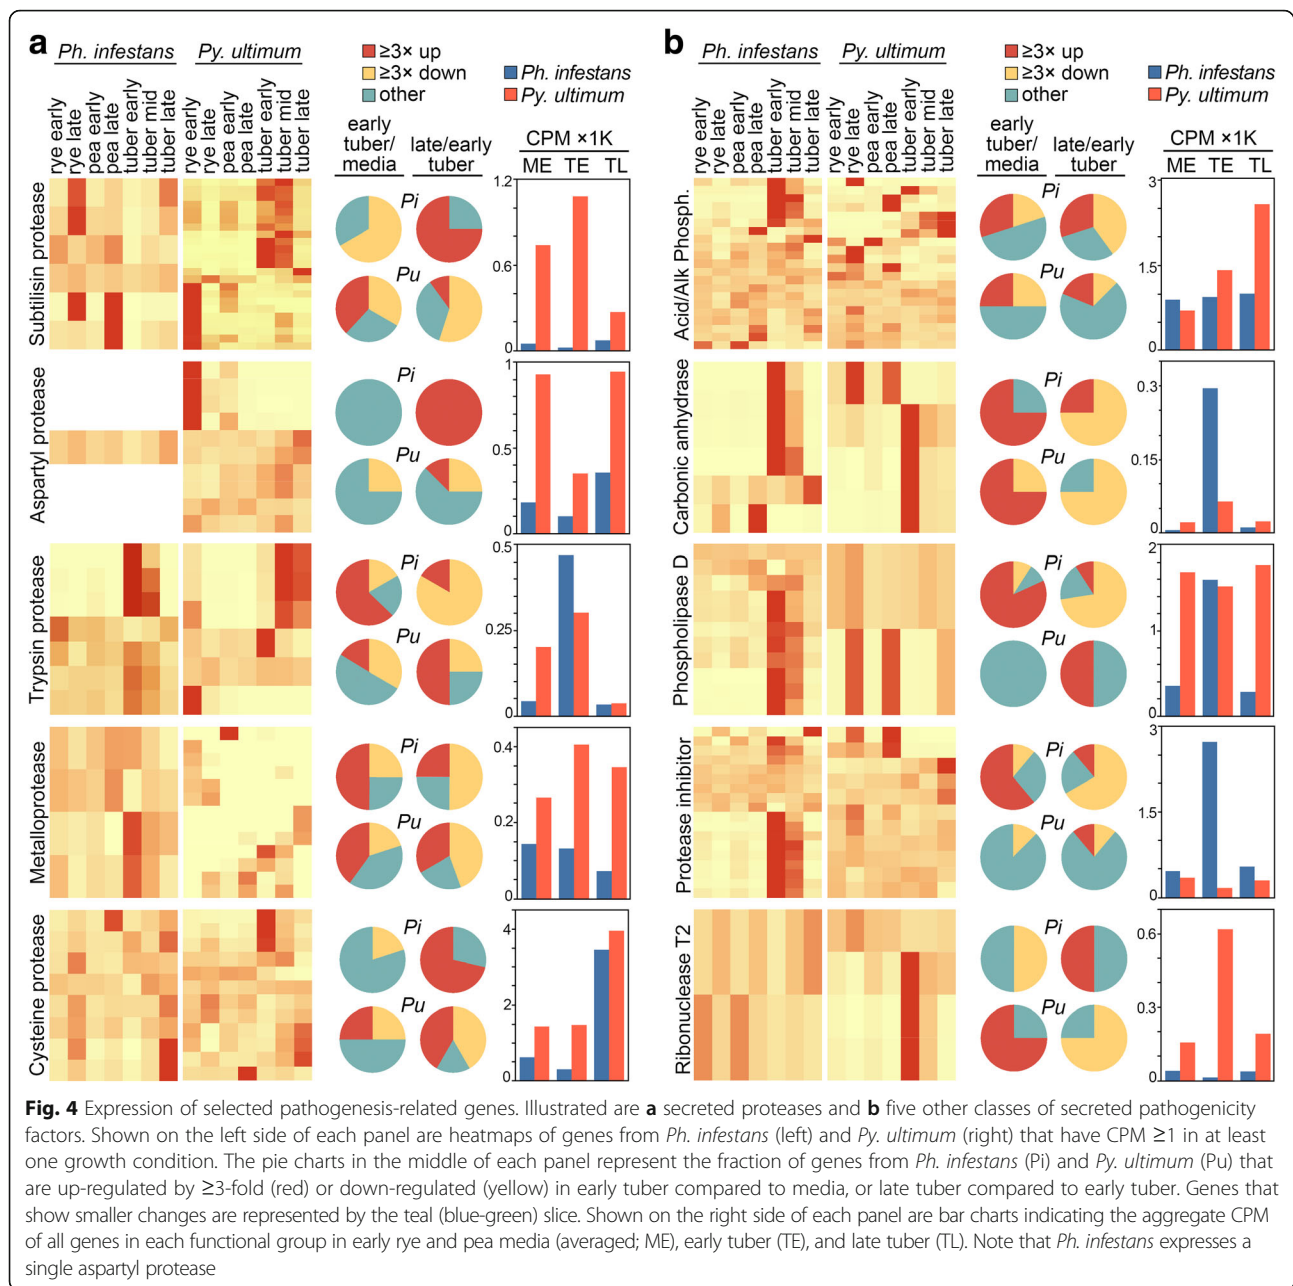 a
Ph. infestans
Py. ultimum
rye early
rye late
pea early
pea late
tuber early
tuber mid
tuber late
rye early
rye late
pea early
pea late
tuber early
tuber mid
tuber late
≥3× up
≥3× down
other
Ph. infestans
Py. ultimum
early
tuber/
media
late/early
tuber
CPM ×1K
ME TE TL
Subtilisin protease
Pi
Pu
1.2
0.6
0
Aspartyl protease
Pi
Pu
1
0.5
0
Trypsin protease
Pi
Pu
0.5
0.25
0
Metalloprotease
Pi
Pu
0.4
0.2
0
Cysteine protease
Pi
Pu
4
2
0
b
Ph. infestans
Py. ultimum
rye early
rye late
pea early
pea late
tuber early
tuber mid
tuber late
rye early
rye late
pea early
pea late
tuber early
tuber mid
tuber late
≥3× up
≥3× down
other
Ph. infestans
Py. ultimum
early
tuber/
media
late/early
tuber
CPM ×1K
ME TE TL
Acid/Alk Phosph.
Pi
Pu
3
1.5
0
Carbonic anhydrase
Pi
Pu
0.3
0.15
0
Phospholipase D
Pi
Pu
2
1
0
Protease inhibitor
Pi
Pu
3
1.5
0
Ribonuclease T2
Pi
Pu
0.6
0.3
0
Fig. 4 Expression of selected pathogenesis-related genes. Illustrated are a secreted proteases and b five other classes of secreted pathogenicity
factors. Shown on the left side of each panel are heatmaps of genes from Ph. infestans (left) and Py. ultimum (right) that have CPM ≥1 in at least
one growth condition. The pie charts in the middle of each panel represent the fraction of genes from Ph. infestans (Pi) and Py. ultimum (Pu) that
are up-regulated by ≥3-fold (red) or down-regulated (yellow) in early tuber compared to media, or late tuber compared to early tuber. Genes that
show smaller changes are represented by the teal (blue-green) slice. Shown on the right side of each panel are bar charts indicating the aggregate CPM
of all genes in each functional group in early rye and pea media (averaged; ME), early tuber (TE), and late tuber (TL). Note that Ph. infestans expresses a
single aspartyl protease